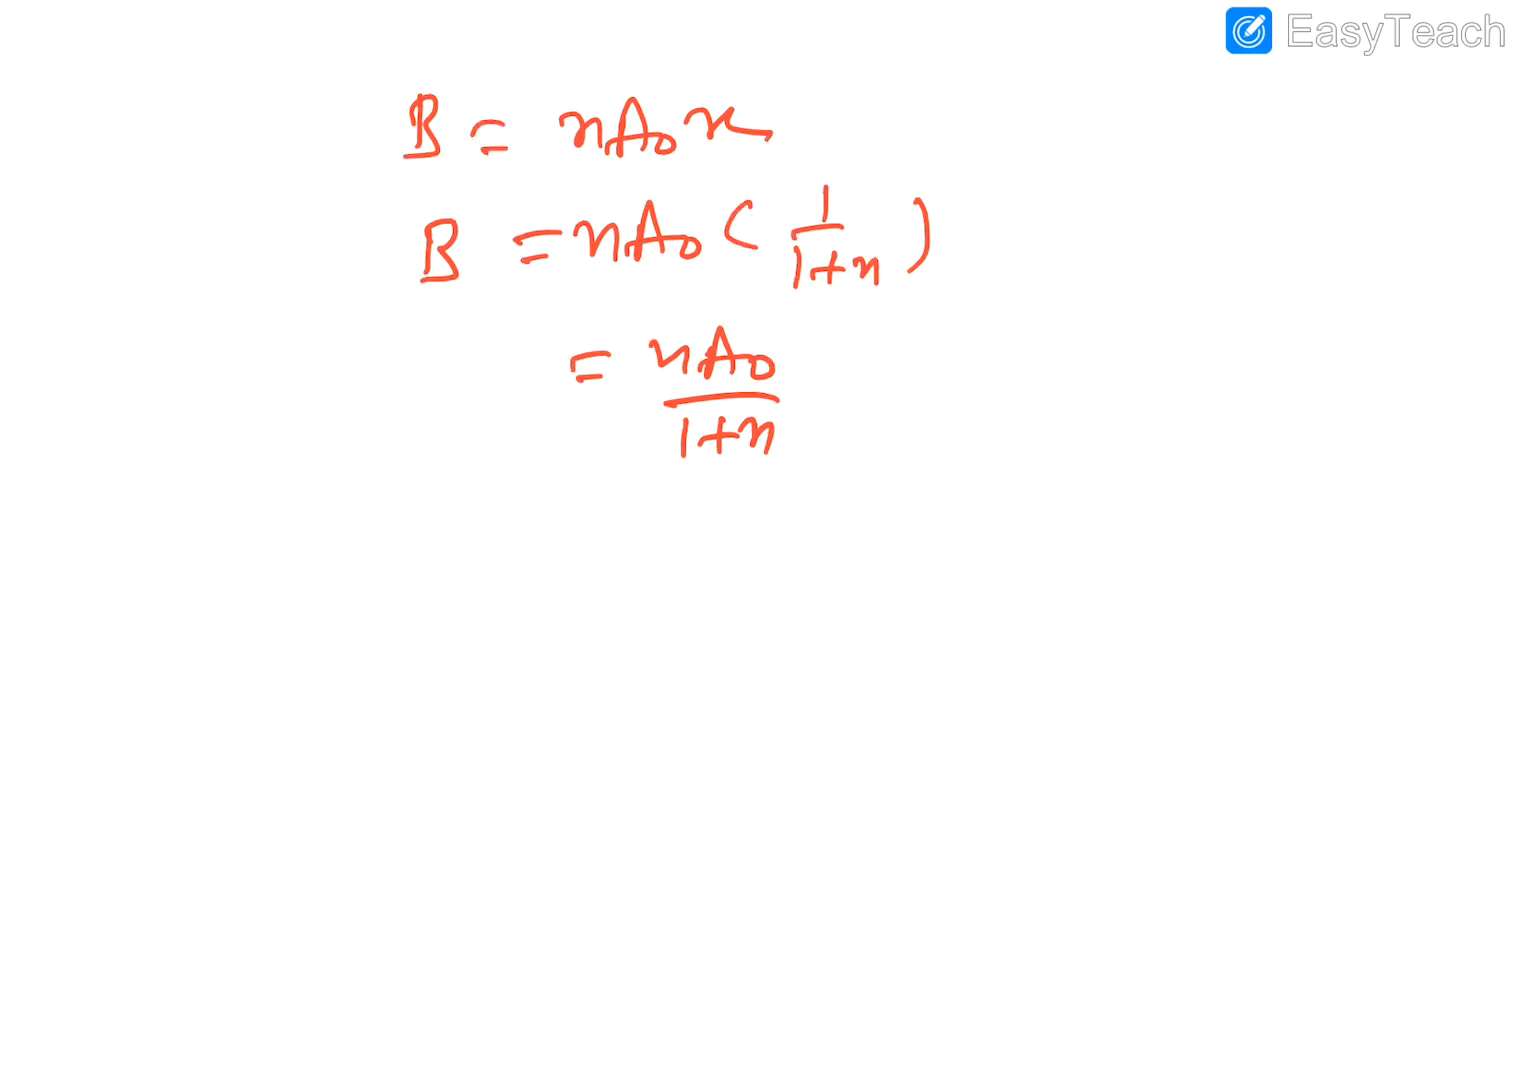 EasyTeach
B = nA₀x
B = nA₀ ( 1/(1+n) )
= nA₀/(1+n)